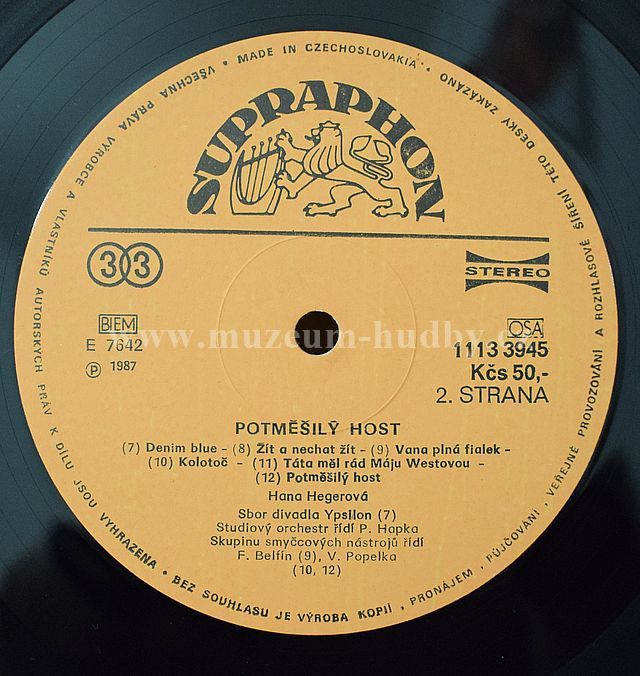 VŠECHNA PRÁVA VÝROBCE A VLASTNÍKŮ AUTORSKÝCH PRÁV K DÍLU JSOU VYHRAZENA • BEZ SOUHLASU JE VÝROBA KOPIÍ, PRONÁJEM, PŮJČOVÁNÍ, VEŘEJNÉ PROVOZOVÁNÍ A ROZHLASOVÉ ŠÍŘENÍ TÉTO DESKY ZAKÁZÁNO • MADE IN CZECHOSLOVAKIA •
SUPRAPHON
33
STEREO
www.muzeum-hudby.
BIEM
OSA
E 7642
1113 3945
Ⓟ 1987
Kčs 50,-
2. STRANA
POTMĚŠILÝ HOST
(7) Denim blue - (8) Žít a nechat žít - (9) Vana plná fialek -
(10) Kolotoč - (11) Táta měl rád Máju Westovou -
(12) Potměšilý host
Hana Hegerová
Sbor divadla Ypsilon (7)
Studiový orchestr řídí P. Hapka
Skupinu smyčcových nástrojů řídí
F. Belfín (9), V. Popelka
(10, 12)